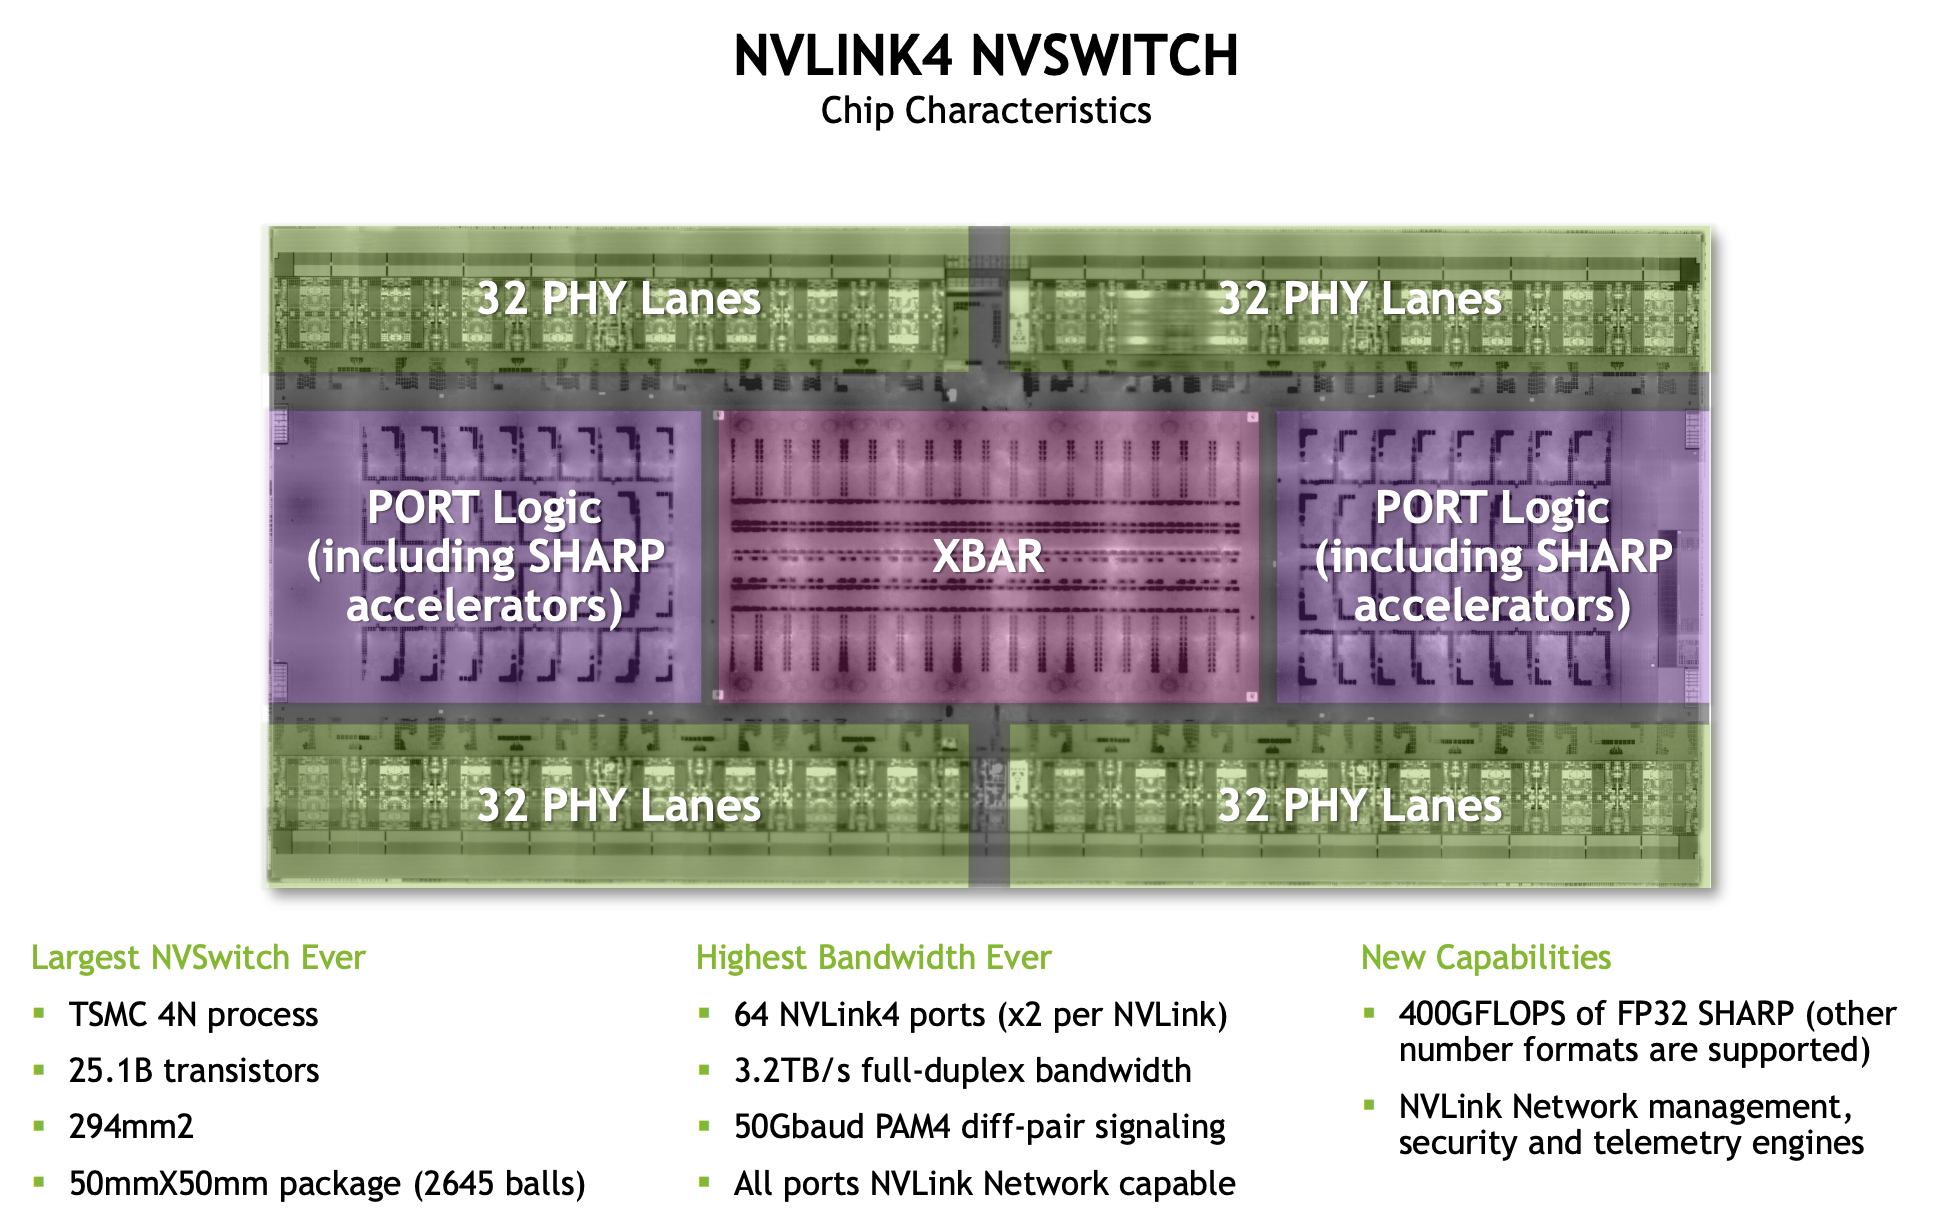 NVLINK4 NVSWITCH
Chip Characteristics
32 PHY Lanes
32 PHY Lanes
PORT Logic
(including SHARP
accelerators)
XBAR
PORT Logic
(including SHARP
accelerators)
32 PHY Lanes
32 PHY Lanes
Largest NVSwitch Ever
▪ TSMC 4N process
▪ 25.1B transistors
▪ 294mm2
▪ 50mmX50mm package (2645 balls)
Highest Bandwidth Ever
▪ 64 NVLink4 ports (x2 per NVLink)
▪ 3.2TB/s full-duplex bandwidth
▪ 50Gbaud PAM4 diff-pair signaling
▪ All ports NVLink Network capable
New Capabilities
▪ 400GFLOPS of FP32 SHARP (other
number formats are supported)
▪ NVLink Network management,
security and telemetry engines